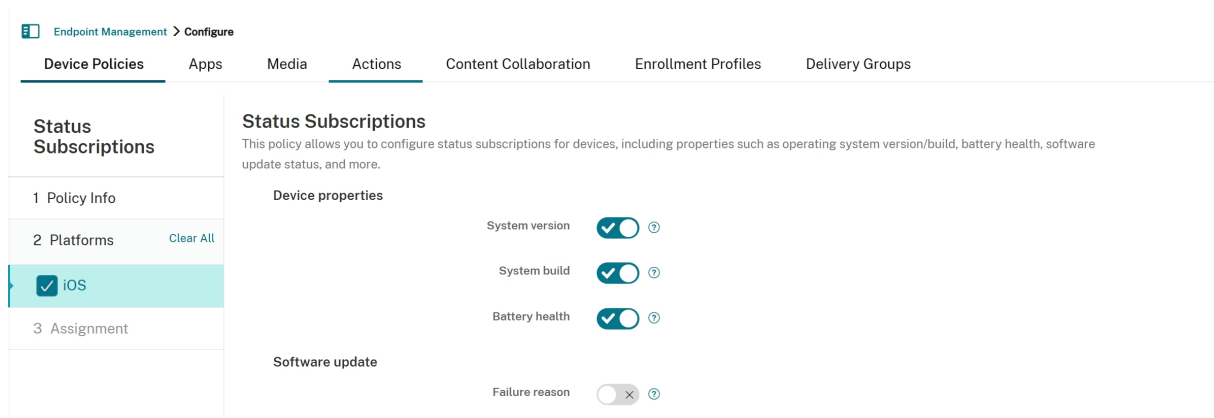 Endpoint Management > Configure
Device Policies Apps Media Actions Content Collaboration Enrollment Profiles Delivery Groups
Status
Subscriptions
1 Policy Info
2 Platforms Clear All
iOS
3 Assignment
Status Subscriptions
This policy allows you to configure status subscriptions for devices, including properties such as operating system version/build, battery health, software
update status, and more.
Device properties
System version ?
System build ?
Battery health ?
Software update
Failure reason ?